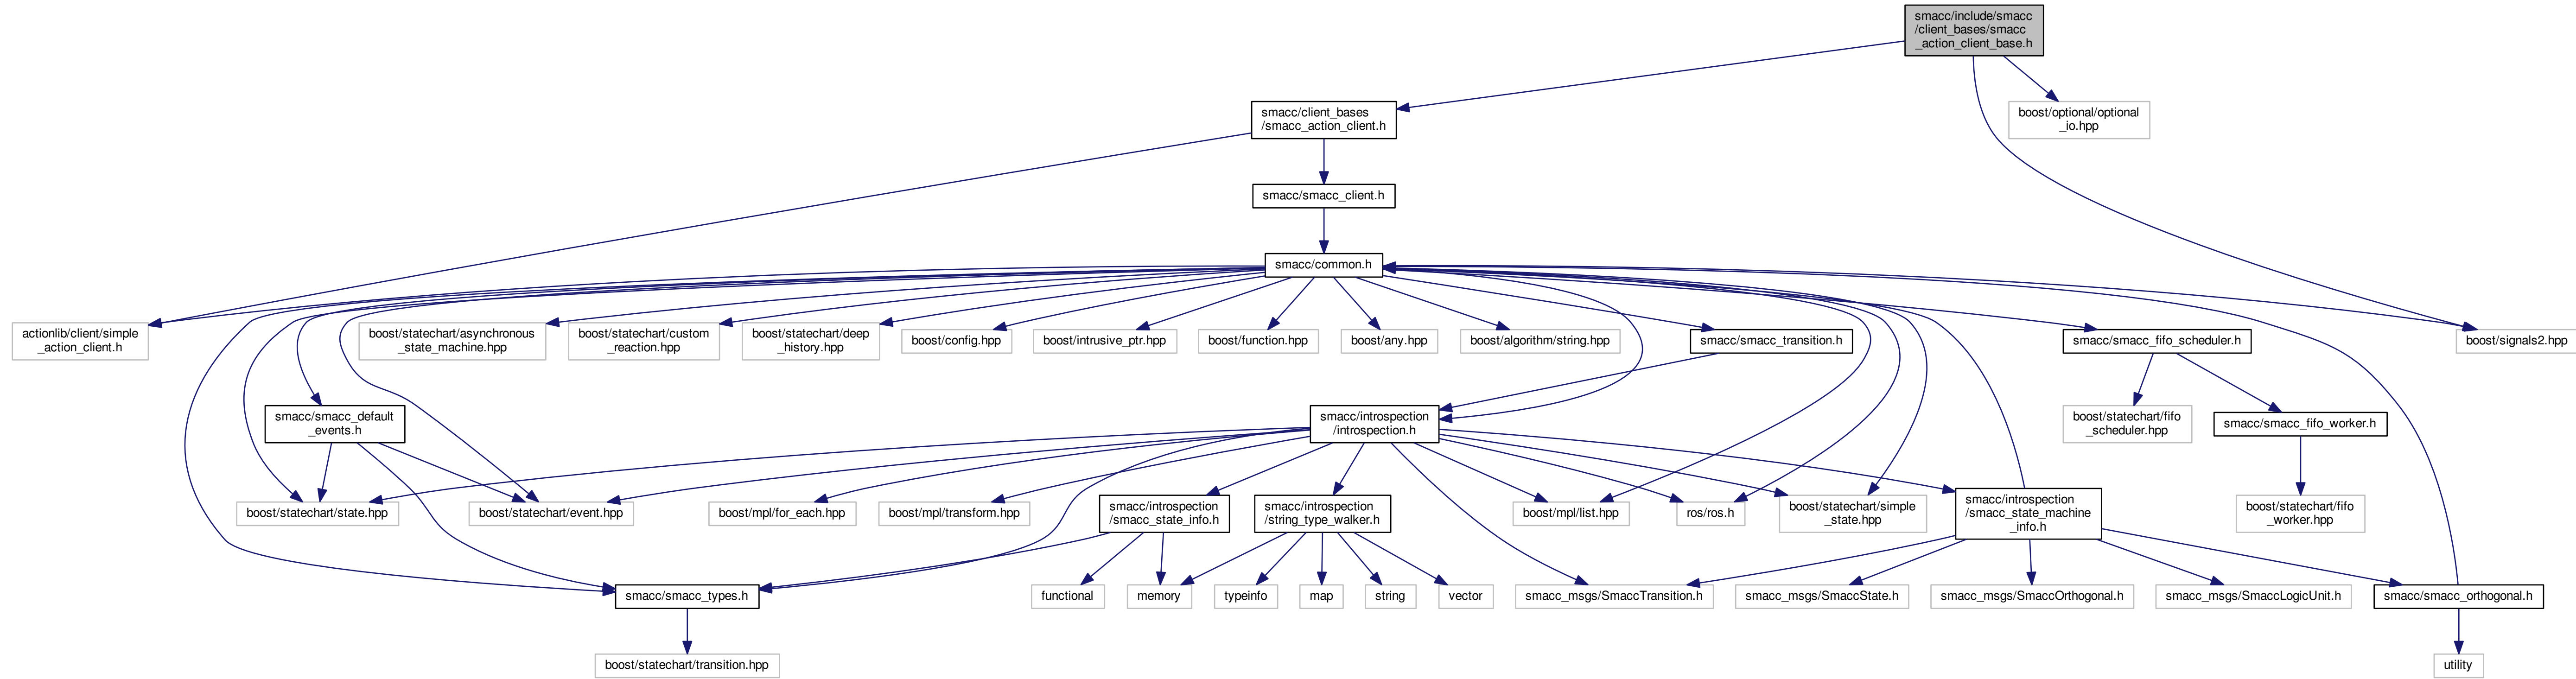 smacc/include/smacc
/client_bases/smacc
_action_client_base.h
smacc/client_bases
/smacc_action_client.h
boost/optional/optional
_io.hpp
smacc/smacc_client.h
smacc/common.h
actionlib/client/simple
_action_client.h
boost/statechart/asynchronous
_state_machine.hpp
boost/statechart/custom
_reaction.hpp
boost/statechart/deep
_history.hpp
boost/config.hpp
boost/intrusive_ptr.hpp
boost/function.hpp
boost/any.hpp
boost/algorithm/string.hpp
smacc/smacc_transition.h
smacc/smacc_fifo_scheduler.h
boost/signals2.hpp
smacc/smacc_default
_events.h
smacc/introspection
/introspection.h
boost/statechart/fifo
_scheduler.hpp
smacc/smacc_fifo_worker.h
boost/statechart/state.hpp
boost/statechart/event.hpp
boost/mpl/for_each.hpp
boost/mpl/transform.hpp
smacc/introspection
/smacc_state_info.h
smacc/introspection
/string_type_walker.h
boost/mpl/list.hpp
ros/ros.h
boost/statechart/simple
_state.hpp
smacc/introspection
/smacc_state_machine
_info.h
boost/statechart/fifo
_worker.hpp
smacc/smacc_types.h
functional
memory
typeinfo
map
string
vector
smacc_msgs/SmaccTransition.h
smacc_msgs/SmaccState.h
smacc_msgs/SmaccOrthogonal.h
smacc_msgs/SmaccLogicUnit.h
smacc/smacc_orthogonal.h
boost/statechart/transition.hpp
utility